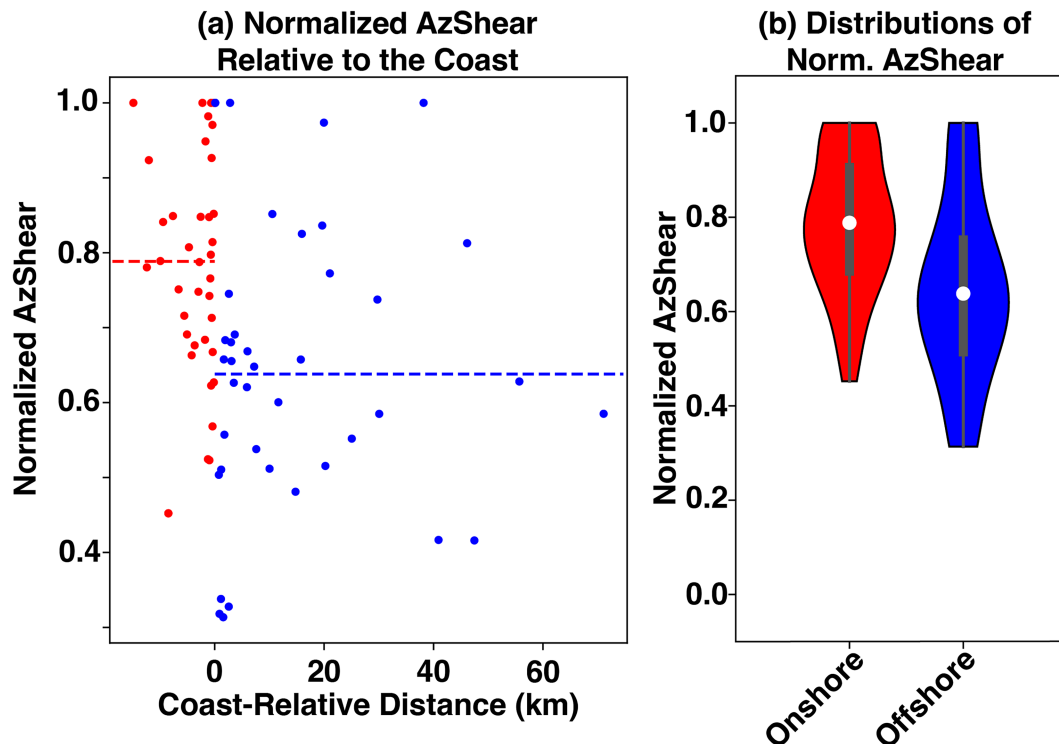 (a) Normalized AzShear
Relative to the Coast
Normalized AzShear
1.0
0.8
0.6
0.4
0
20
40
60
Coast-Relative Distance (km)
(b) Distributions of
Norm. AzShear
Normalized AzShear
1.0
0.8
0.6
0.4
0.2
0.0
Onshore
Offshore